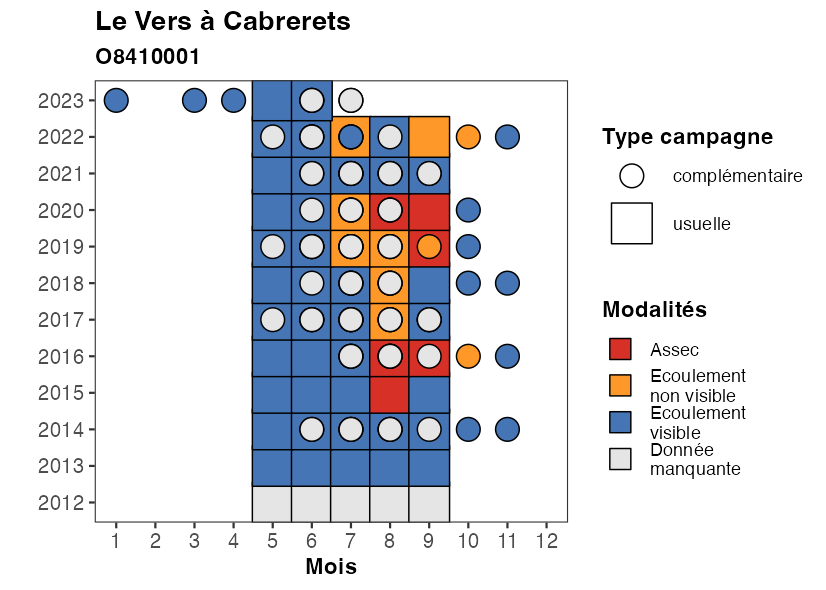 Le Vers à Cabrerets
O8410001
2023
2022
2021
2020
2019
2018
2017
2016
2015
2014
2013
2012
1 2 3 4 5 6 7 8 9 10 11 12
Mois
Type campagne
complémentaire
usuelle
Modalités
Assec
Ecoulement
non visible
Ecoulement
visible
Donnée
manquante